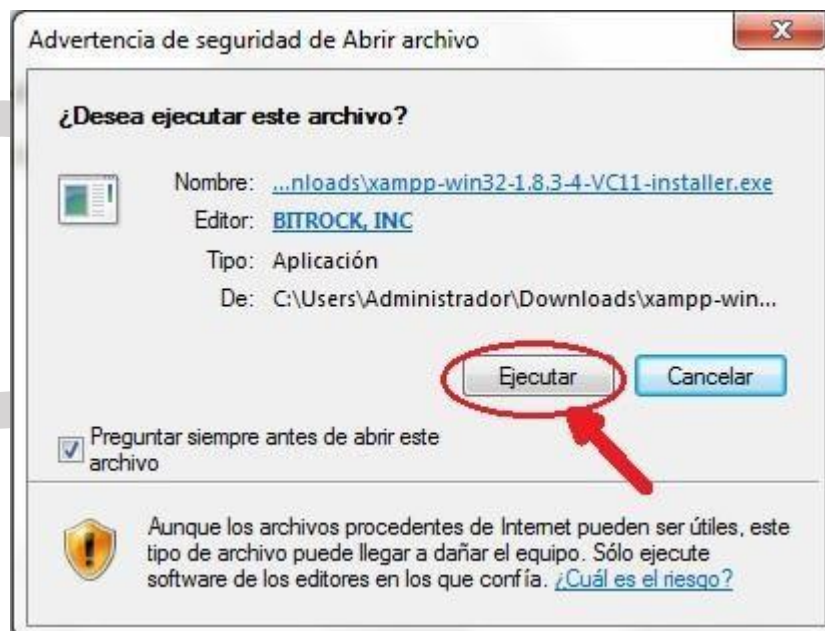 Advertencia de seguridad de Abrir archivo
¿Desea ejecutar este archivo?
Nombre: ...nloads\xampp-win32-1.8.3-4-VC11-installer.exe
Editor: BITROCK, INC
Tipo: Aplicación
De: C:\Users\Administrador\Downloads\xampp-win...
Ejecutar Cancelar
Preguntar siempre antes de abrir este
archivo
Aunque los archivos procedentes de Internet pueden ser útiles, este
tipo de archivo puede llegar a dañar el equipo. Sólo ejecute
software de los editores en los que confía. ¿Cuál es el riesgo?